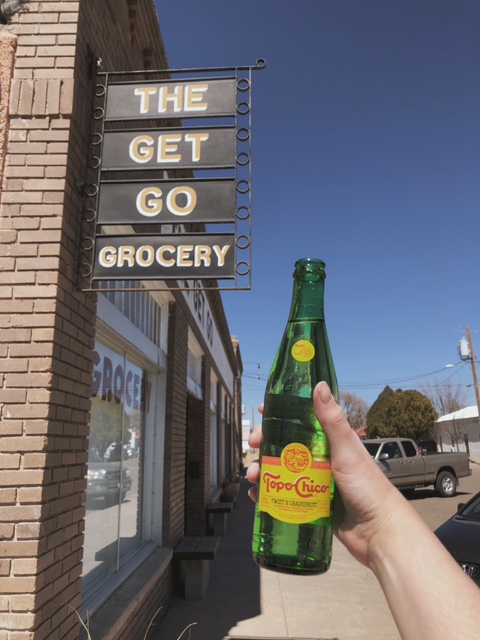 THE
GET
GO
GROCERY
GROCE
Topo Chico
TWIST OF GRAPEFRUIT